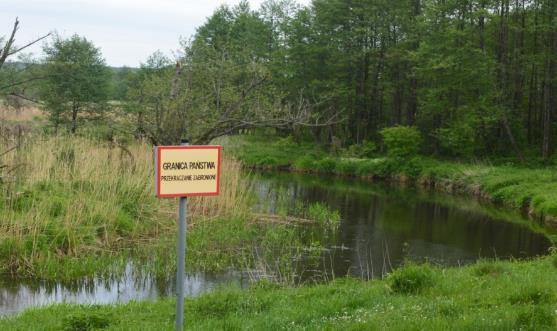 GRANICA PAŃSTWA
PRZEKRACZANIE ZABRONIONE